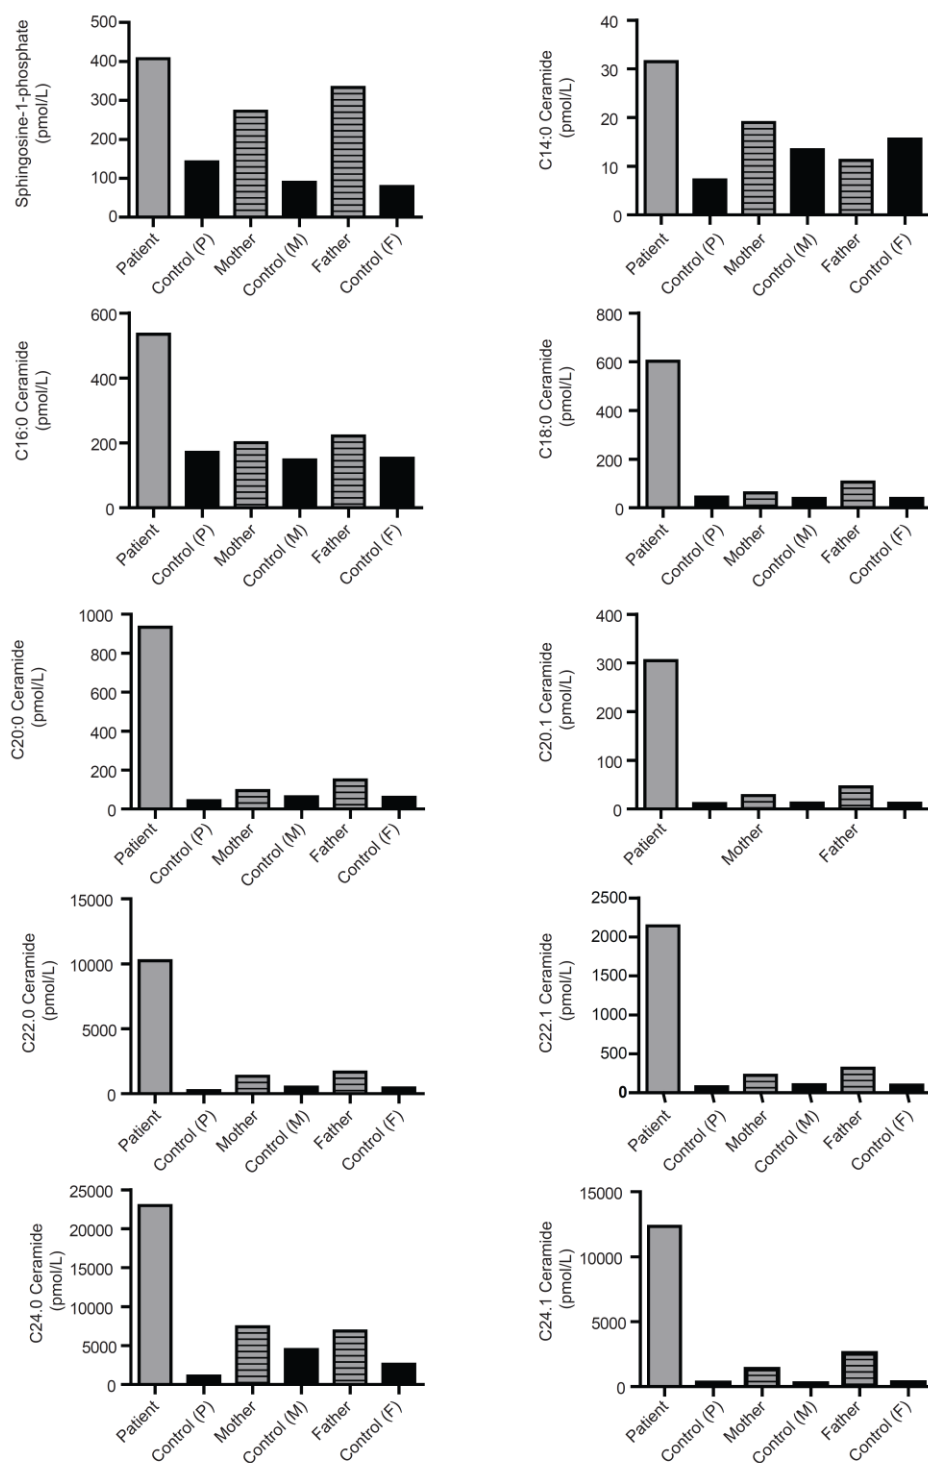 Sphingosine-1-phosphate
(pmol/L)
500
400
300
200
100
0
Patient
Control (P)
Mother
Control (M)
Father
Control (F)
C14:0 Ceramide
(pmol/L)
40
30
20
10
0
Patient
Control (P)
Mother
Control (M)
Father
Control (F)
C16:0 Ceramide
(pmol/L)
600
400
200
0
Patient
Control (P)
Mother
Control (M)
Father
Control (F)
C18:0 Ceramide
(pmol/L)
800
600
400
200
0
Patient
Control (P)
Mother
Control (M)
Father
Control (F)
C20:0 Ceramide
(pmol/L)
1000
800
600
400
200
0
Patient
Control (P)
Mother
Control (M)
Father
Control (F)
C20.1 Ceramide
(pmol/L)
400
300
200
100
0
Patient
Mother
Father
C22.0 Ceramide
(pmol/L)
15000
10000
5000
0
Patient
Control (P)
Mother
Control (M)
Father
Control (F)
C22.1 Ceramide
(pmol/L)
2500
2000
1500
1000
500
0
Patient
Control (P)
Mother
Control (M)
Father
Control (F)
C24.0 Ceramide
(pmol/L)
25000
20000
15000
10000
5000
0
Patient
Control (P)
Mother
Control (M)
Father
Control (F)
C24.1 Ceramide
(pmol/L)
15000
10000
5000
0
Patient
Control (P)
Mother
Control (M)
Father
Control (F)